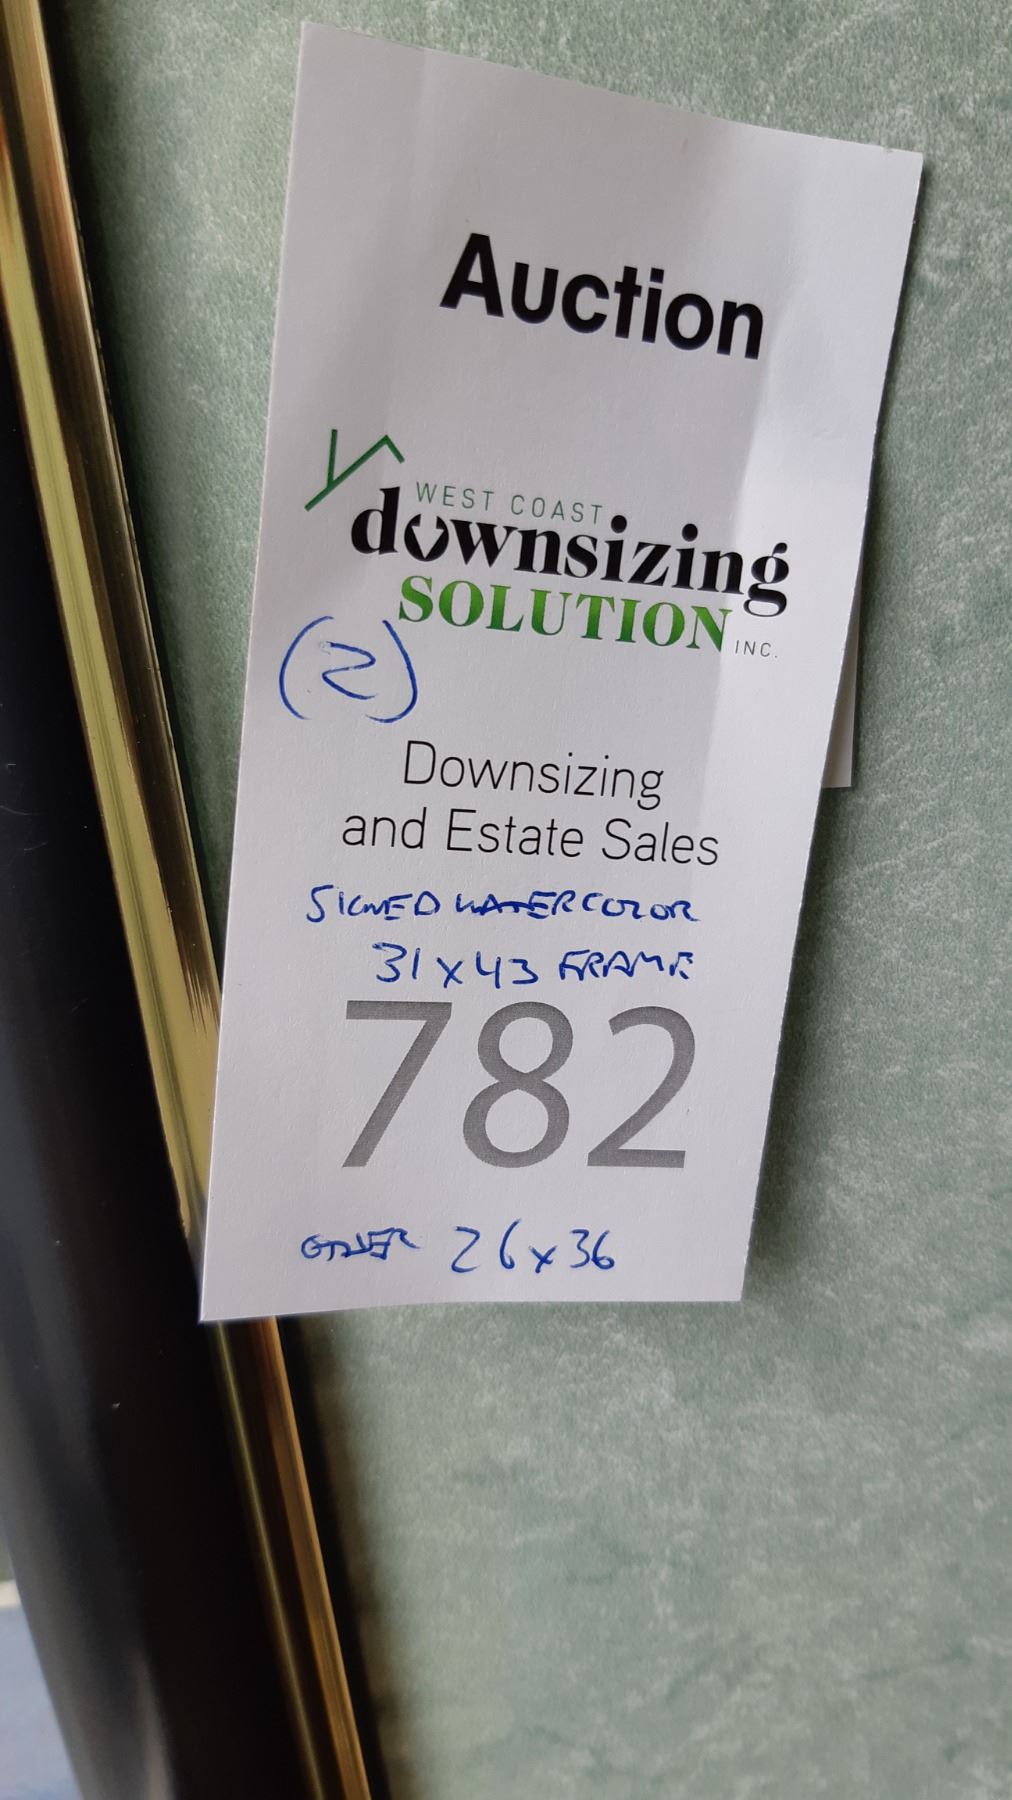 Auction
WEST COAST
downsizing
SOLUTION INC.
(2)
Downsizing
and Estate Sales
SIGNED WATERCOLOR
31 x 43 FRAME
782
OTHER 26 x 36